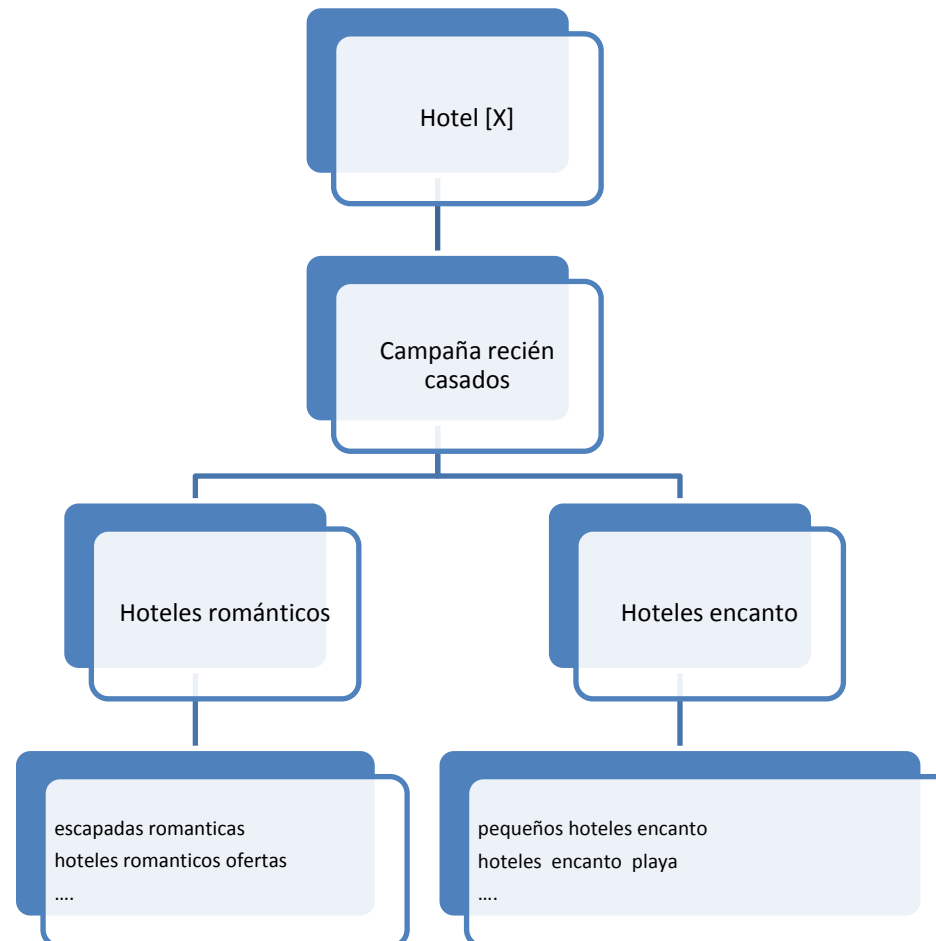 Hotel [X]
Campaña recién
casados
Hoteles románticos
Hoteles encanto
escapadas romanticas
hoteles romanticos ofertas
....
pequeños hoteles encanto
hoteles encanto playa
....